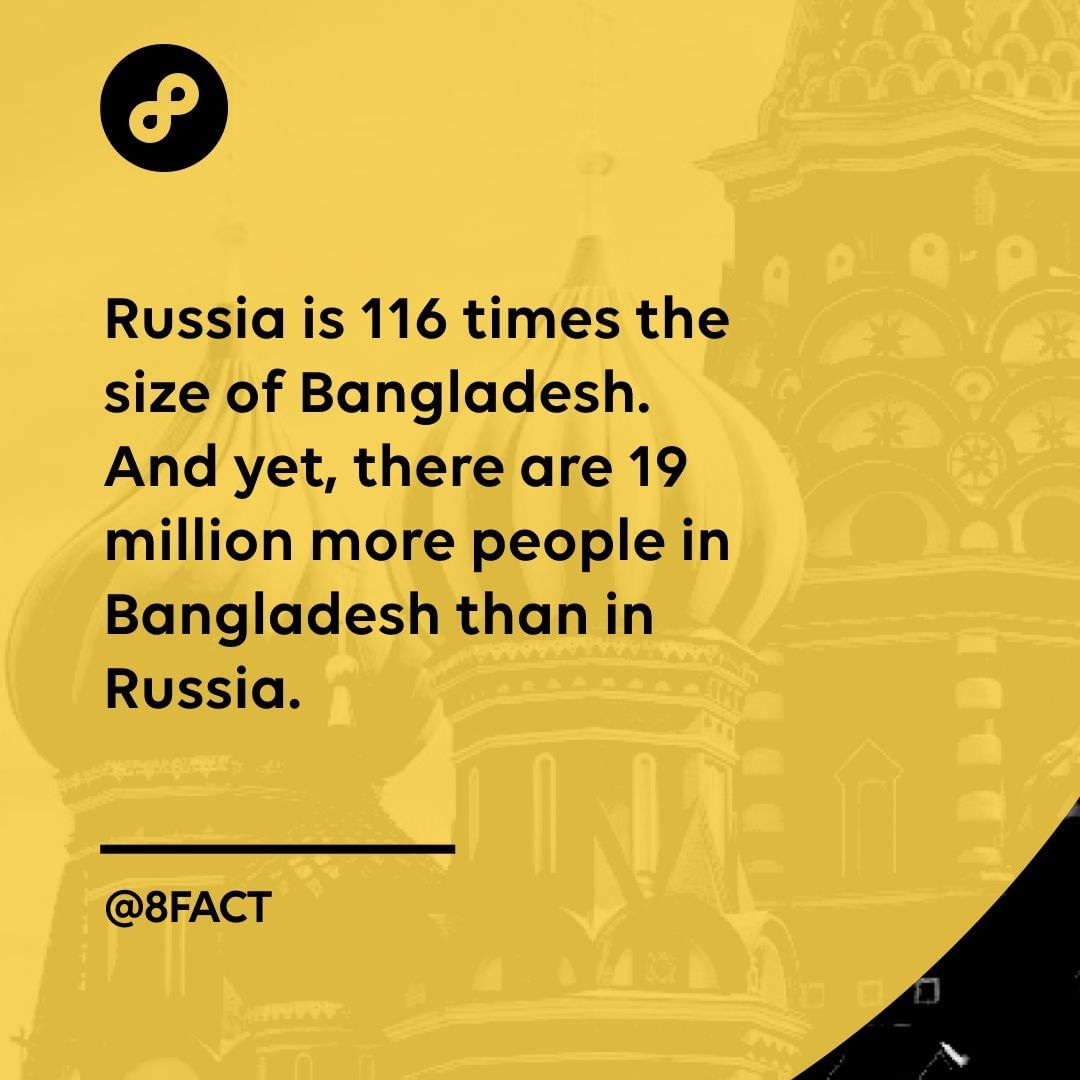 Russia is 116 times the
size of Bangladesh.
And yet, there are 19
million more people in
Bangladesh than in
Russia.
@8FACT